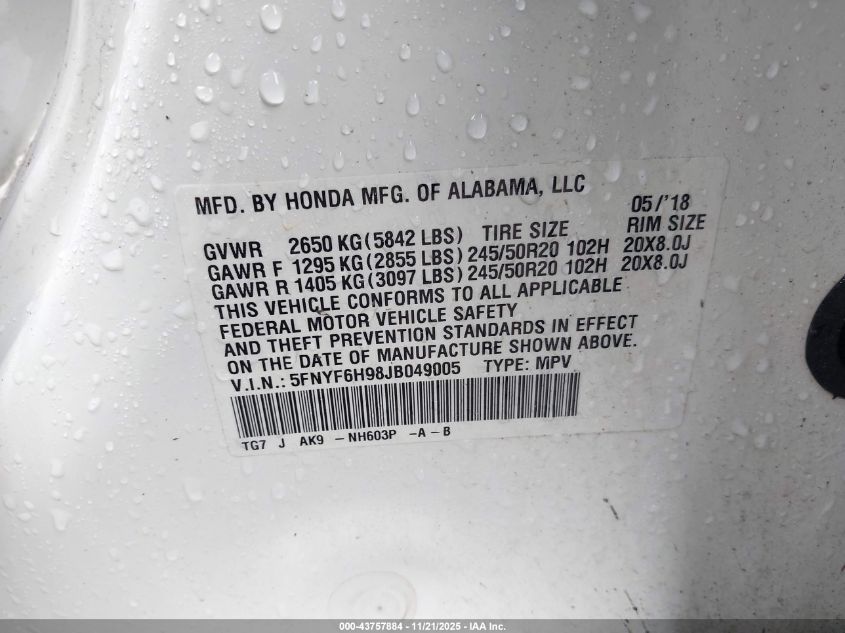 MFD. BY HONDA MFG. OF ALABAMA, LLC 05/'18
GVWR 2650 KG(5842 LBS) TIRE SIZE RIM SIZE
GAWR F 1295 KG(2855 LBS) 245/50R20 102H 20X8.0J
GAWR R 1405 KG(3097 LBS) 245/50R20 102H 20X8.0J
THIS VEHICLE CONFORMS TO ALL APPLICABLE
FEDERAL MOTOR VEHICLE SAFETY
AND THEFT PREVENTION STANDARDS IN EFFECT
ON THE DATE OF MANUFACTURE SHOWN ABOVE.
V.I.N.: 5FNYF6H98JB049005 TYPE: MPV
TG7 J AK9 -NH603P -A-B
000-43757884 - 11/21/2025 - IAA Inc.